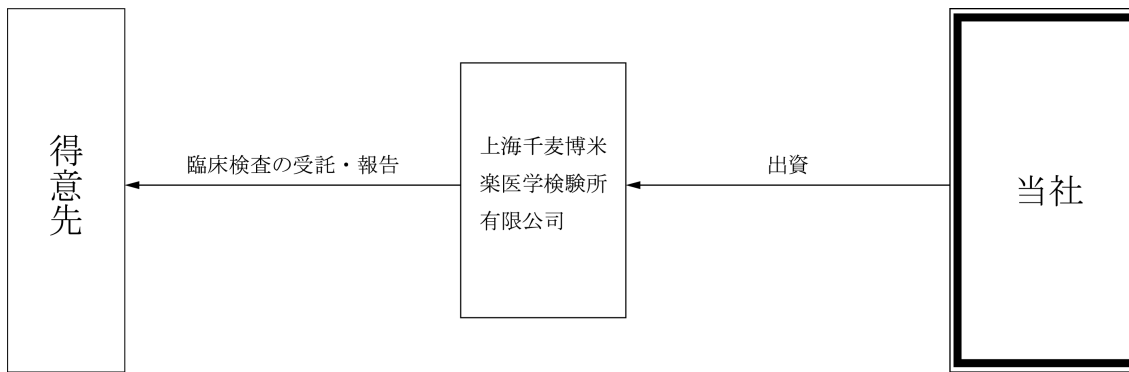 得意先
臨床検査の受託・報告
上海千麦博米
楽医学検験所
有限公司
出資
当社